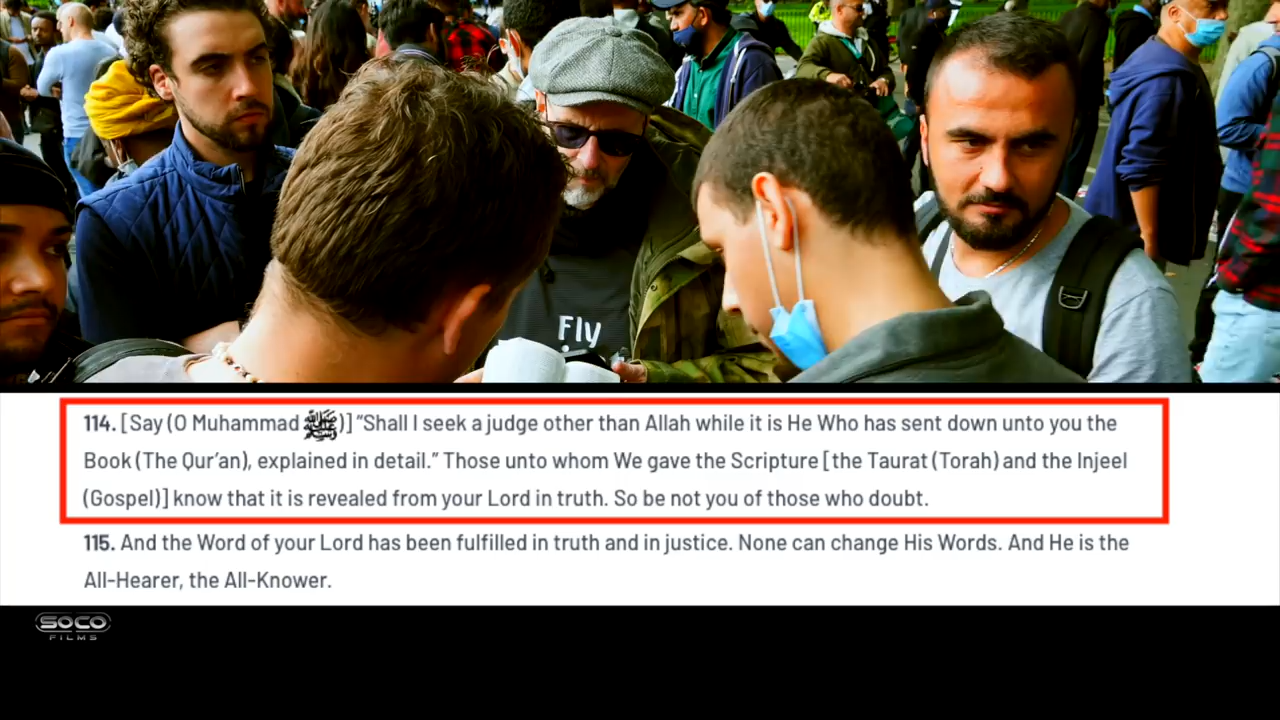 Fly
114. [Say (O Muhammad ﷺ)] "Shall I seek a judge other than Allah while it is He Who has sent down unto you the
Book (The Qur'an), explained in detail." Those unto whom We gave the Scripture [the Taurat (Torah) and the Injeel
(Gospel)] know that it is revealed from your Lord in truth. So be not you of those who doubt.
115. And the Word of your Lord has been fulfilled in truth and in justice. None can change His Words. And He is the
All-Hearer, the All-Knower.
SOCO
FILMS